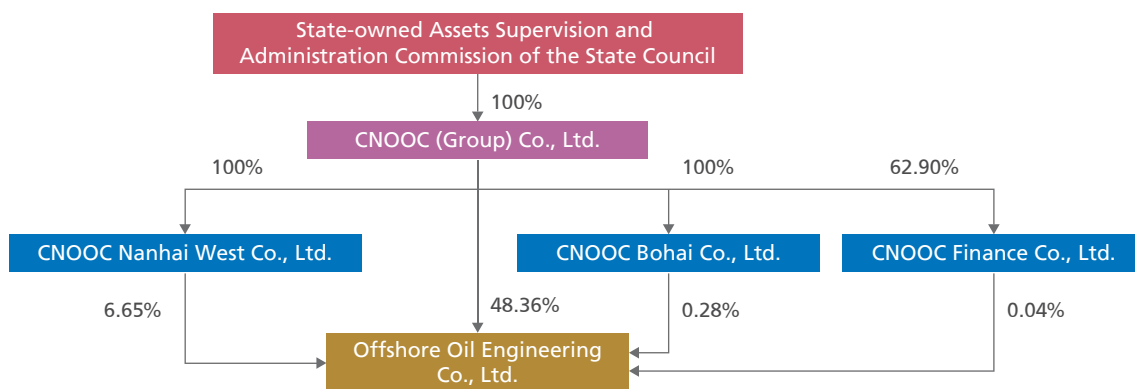 State-owned Assets Supervision and
Administration Commission of the State Council
100%
CNOOC (Group) Co., Ltd.
100%
100%
62.90%
CNOOC Nanhai West Co., Ltd.
CNOOC Bohai Co., Ltd.
CNOOC Finance Co., Ltd.
6.65%
48.36%
0.28%
0.04%
Offshore Oil Engineering
Co., Ltd.